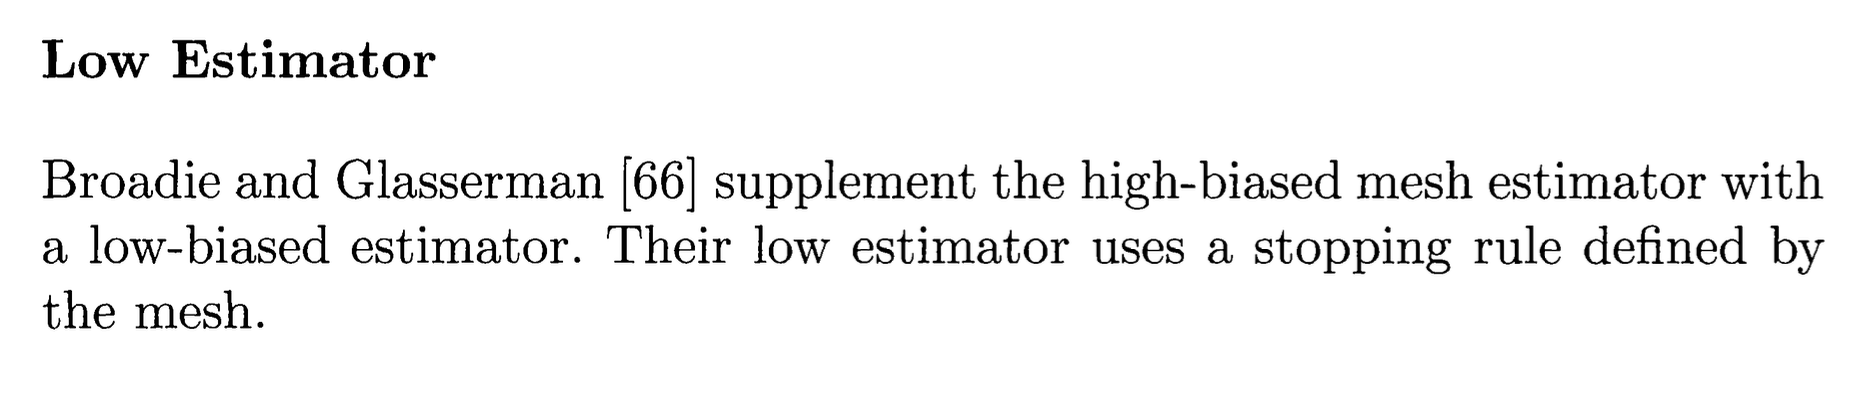 Low Estimator
Broadie and Glasserman [66] supplement the high-biased mesh estimator with
a low-biased estimator. Their low estimator uses a stopping rule defined by
the mesh.